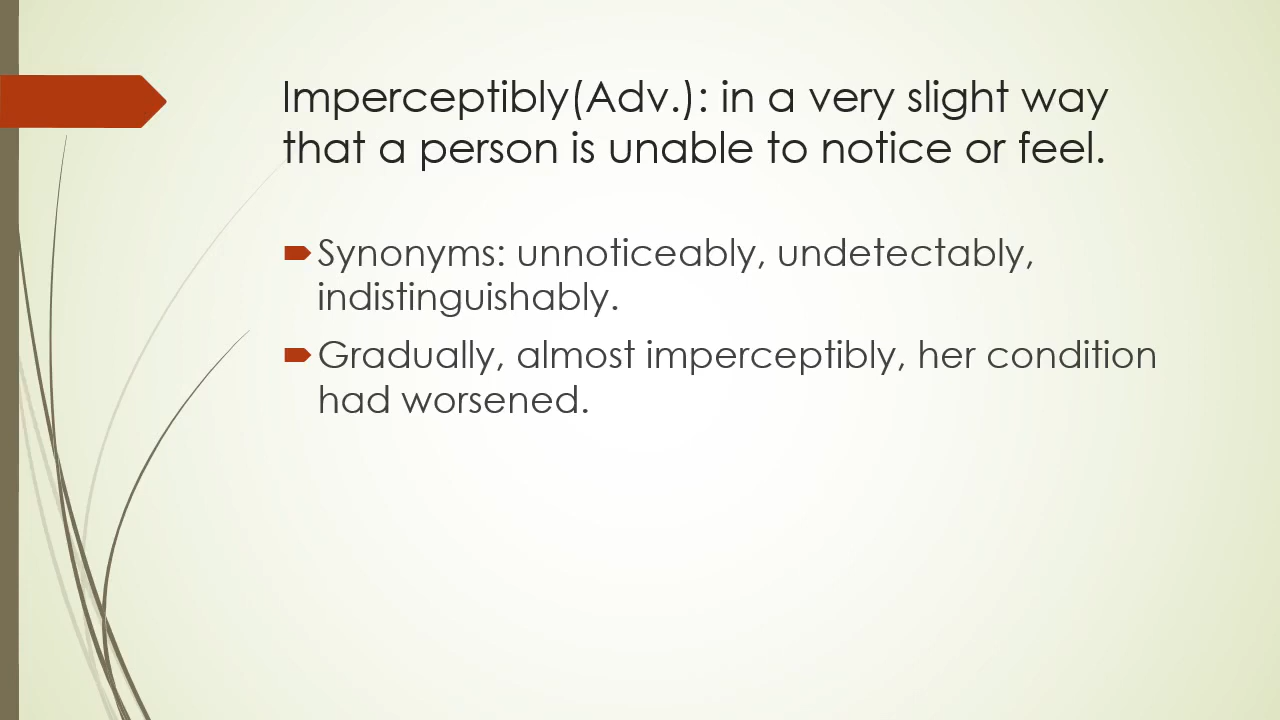 Imperceptibly(Adv.): in a very slight way
that a person is unable to notice or feel.
Synonyms: unnoticeably, undetectably,
indistinguishably.
Gradually, almost imperceptibly, her condition
had worsened.